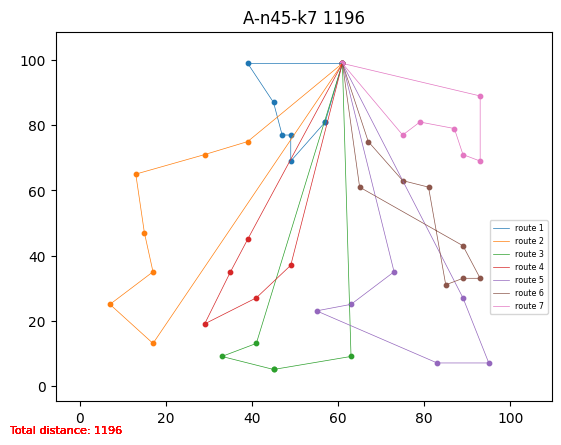 A-n45-k7 1196
100
80
60
40
20
0
0 20 40 60 80 100
route 1
route 2
route 3
route 4
route 5
route 6
route 7
Total distance: 1196